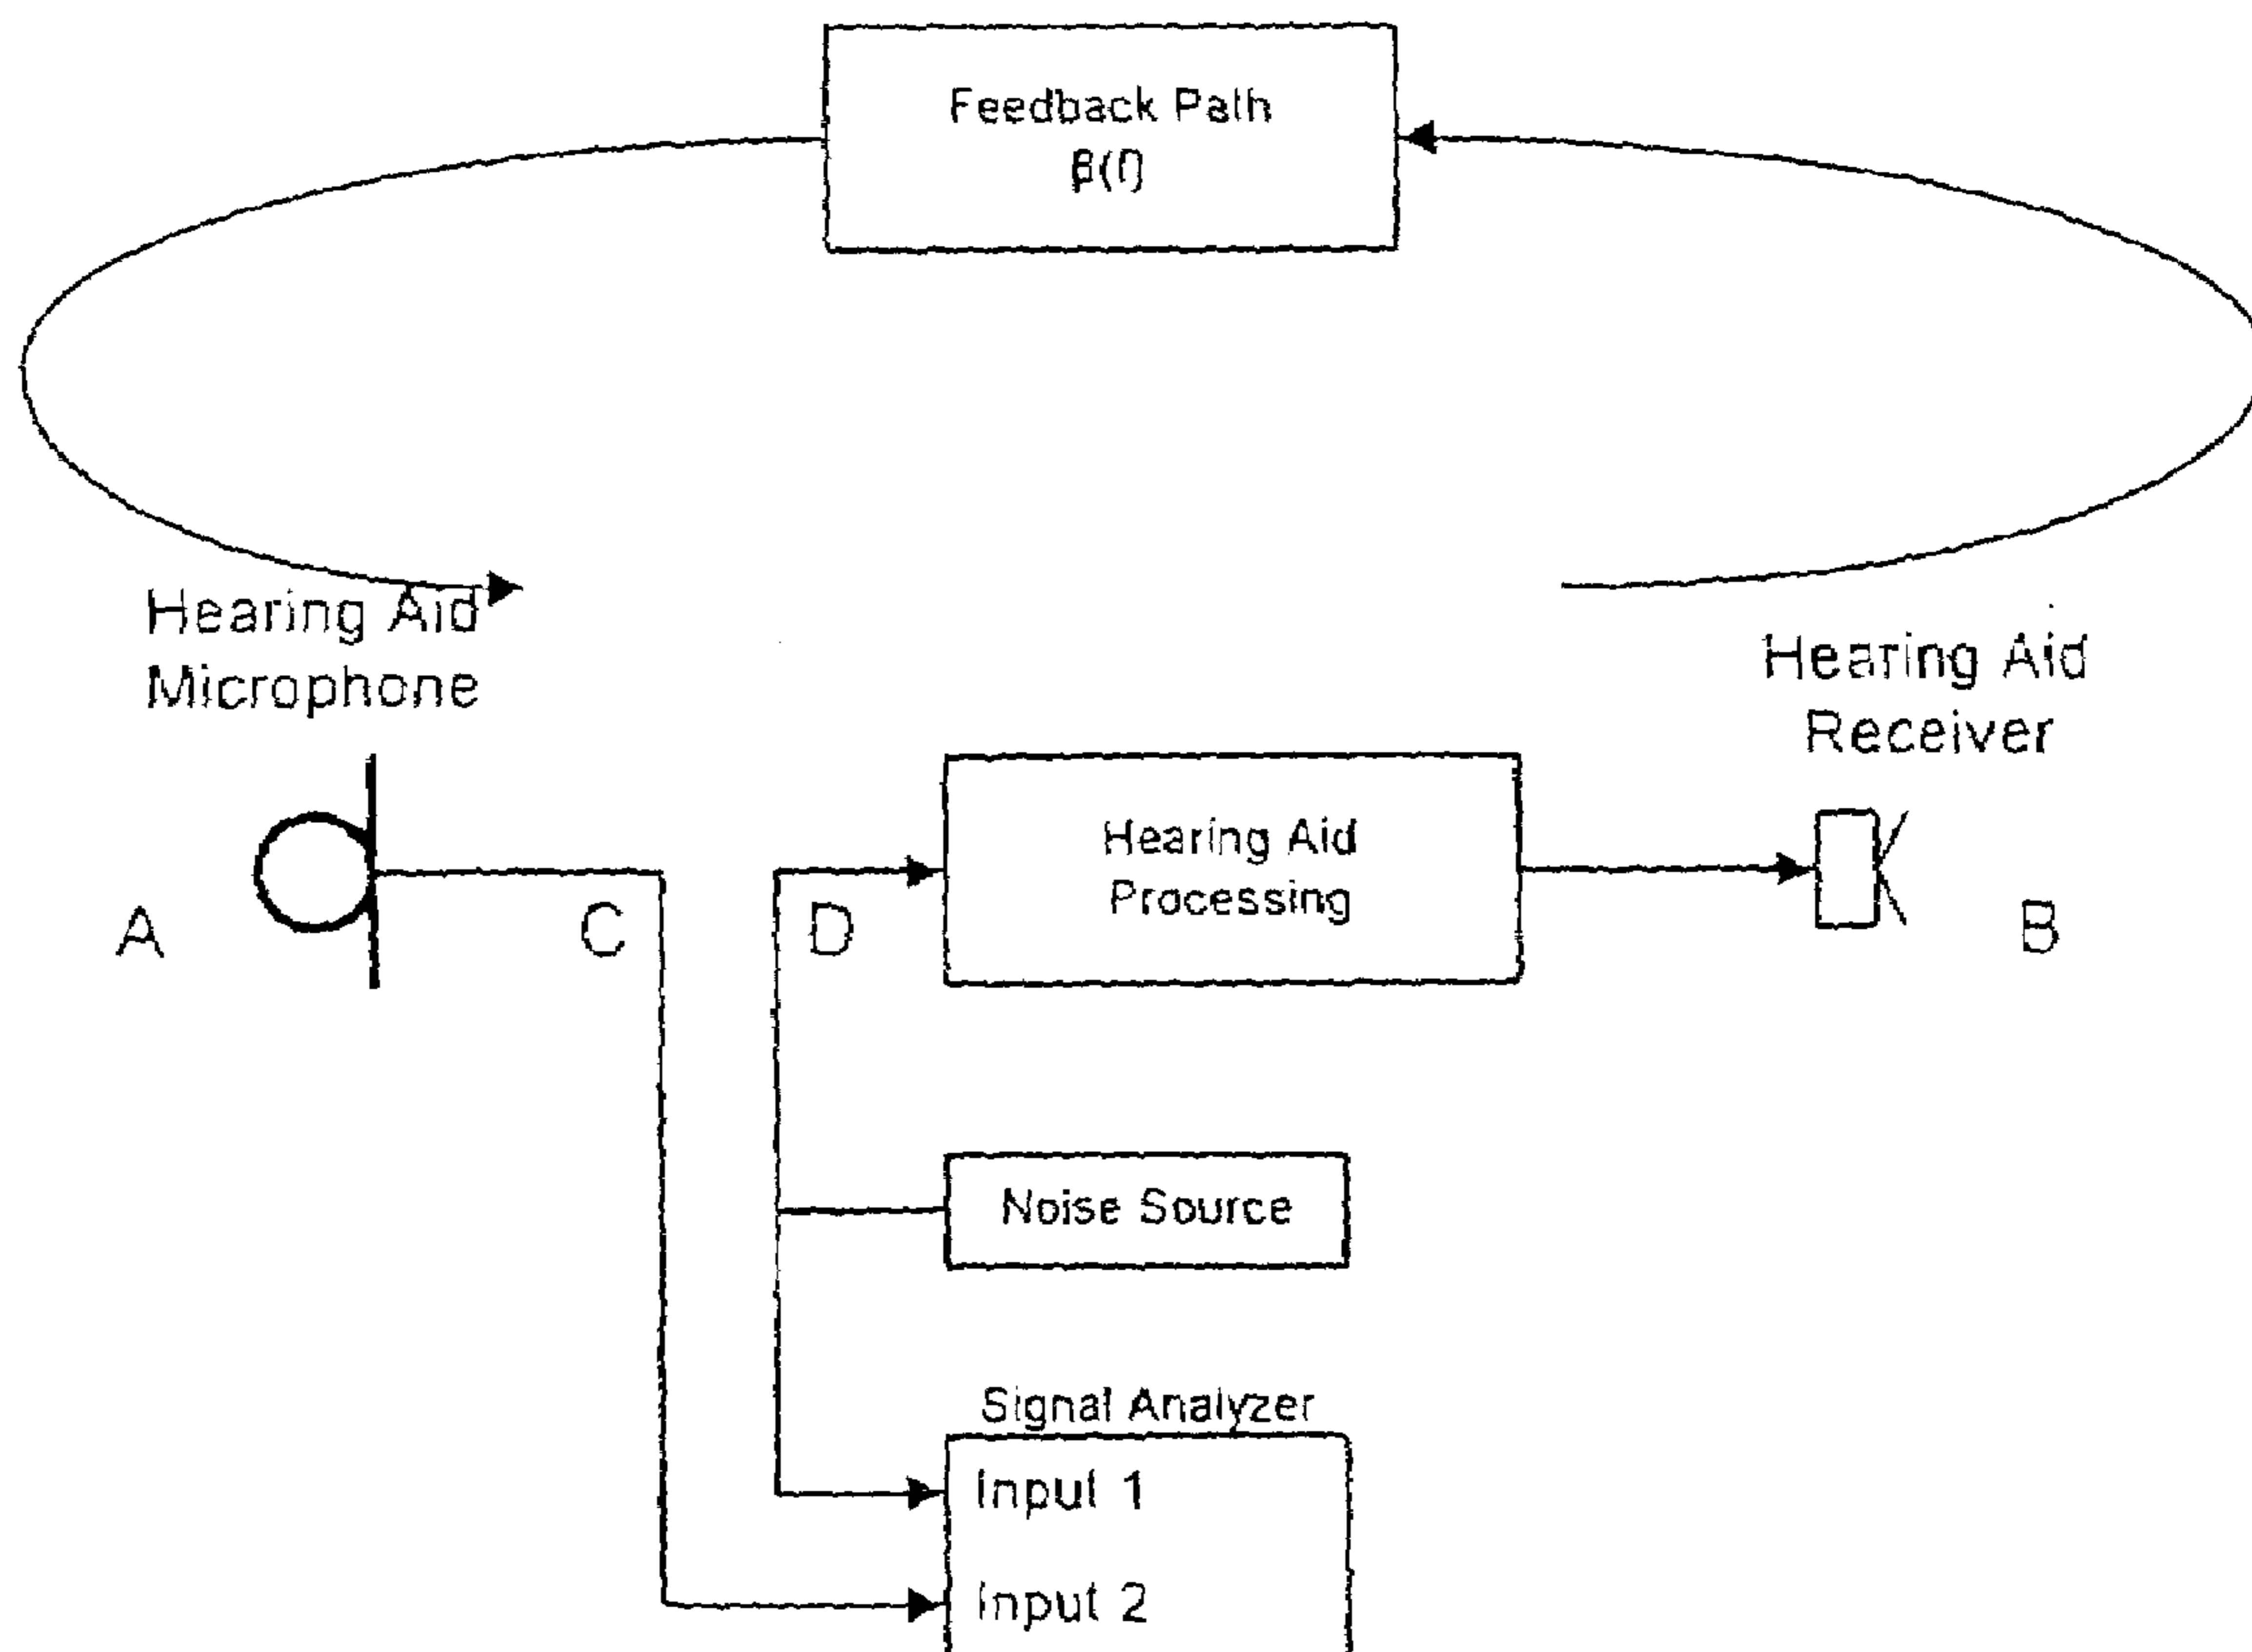 Feedback Path
β(f)
Hearing Aid
Microphone
Hearing Aid
Receiver
Hearing Aid
Processing
A
C
D
B
Noise Source
Signal Analyzer
Input 1
Input 2